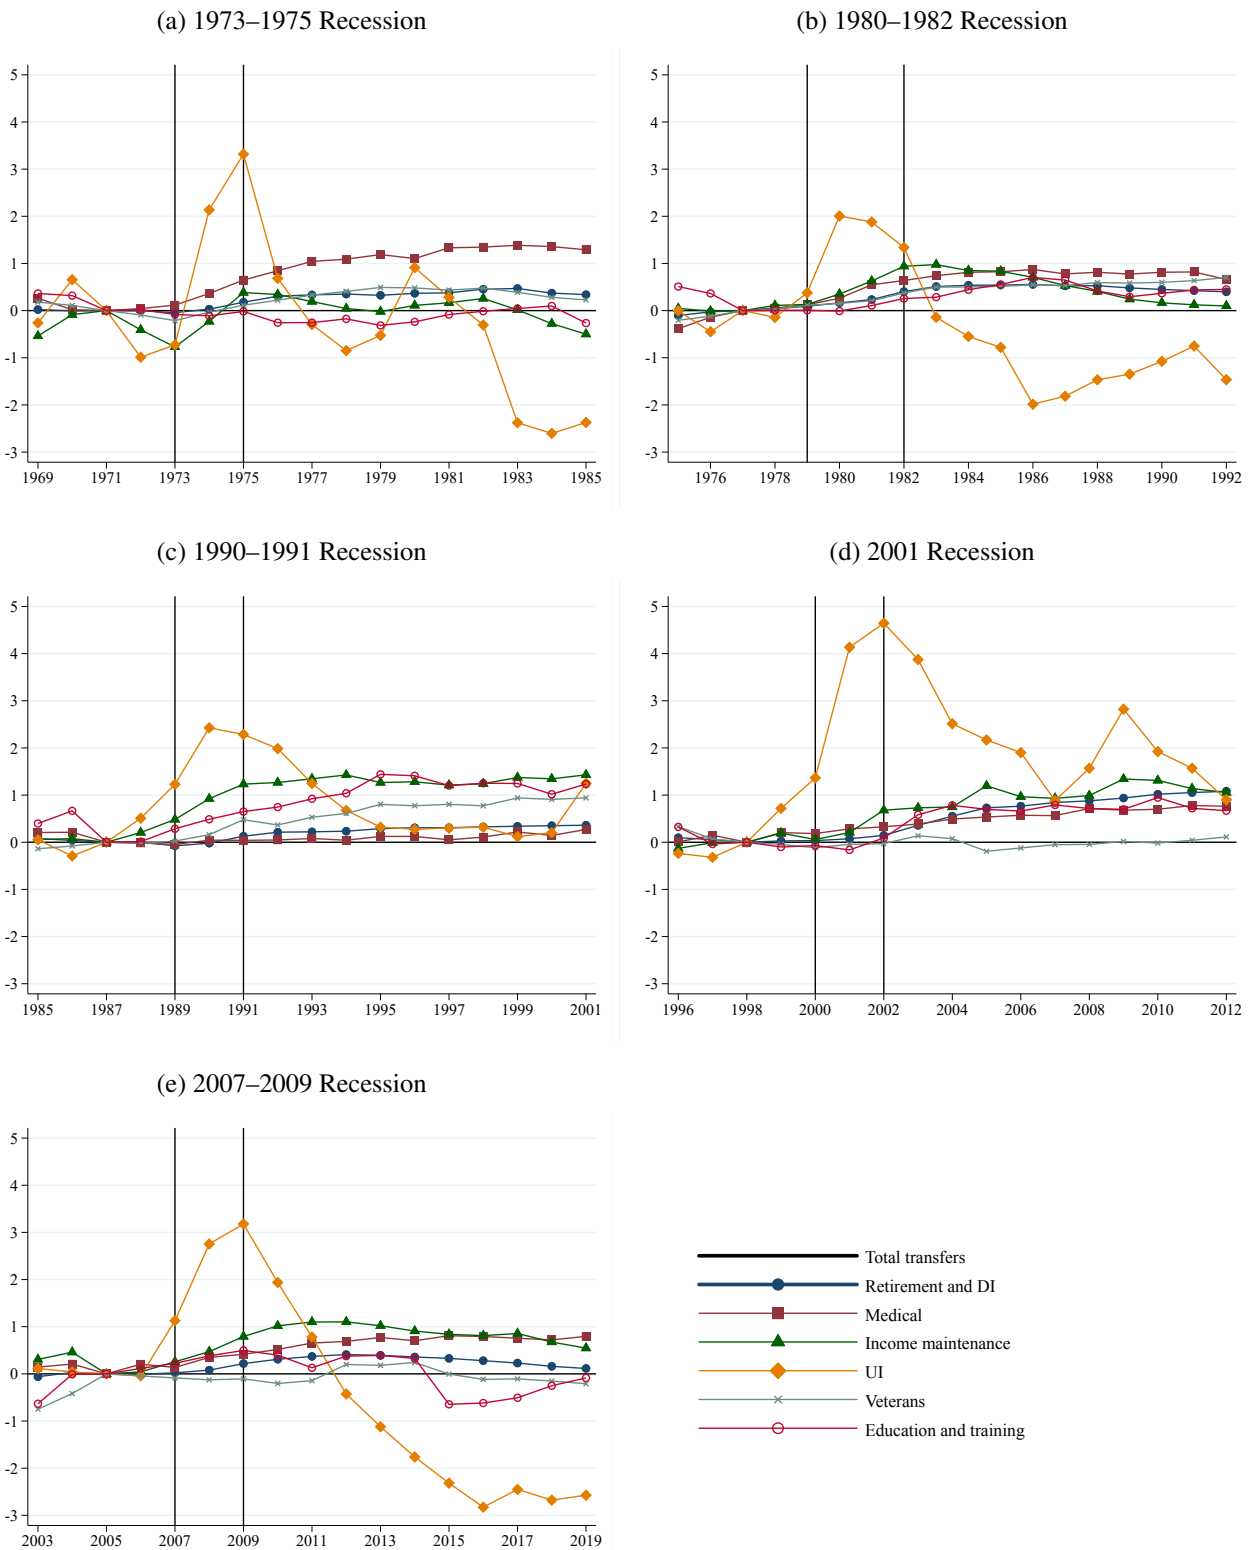 (a) 1973–1975 Recession
5
4
3
2
1
0
-1
-2
-3
1969 1971 1973 1975 1977 1979 1981 1983 1985
(b) 1980–1982 Recession
5
4
3
2
1
0
-1
-2
-3
1976 1978 1980 1982 1984 1986 1988 1990 1992
(c) 1990–1991 Recession
5
4
3
2
1
0
-1
-2
-3
1985 1987 1989 1991 1993 1995 1997 1999 2001
(d) 2001 Recession
5
4
3
2
1
0
-1
-2
-3
1996 1998 2000 2002 2004 2006 2008 2010 2012
(e) 2007–2009 Recession
5
4
3
2
1
0
-1
-2
-3
2003 2005 2007 2009 2011 2013 2015 2017 2019
Total transfers
Retirement and DI
Medical
Income maintenance
UI
Veterans
Education and training